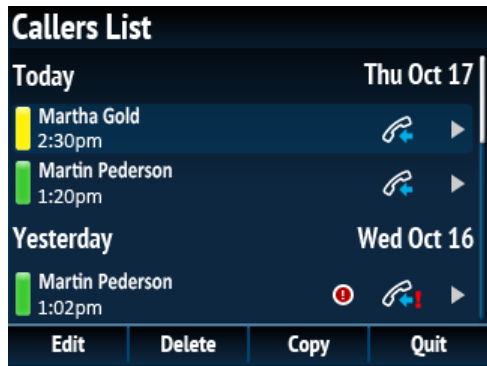 Callers List
Today Thu Oct 17
Martha Gold
2:30pm
Martin Pederson
1:20pm
Yesterday Wed Oct 16
Martin Pederson
1:02pm
Edit Delete Copy Quit